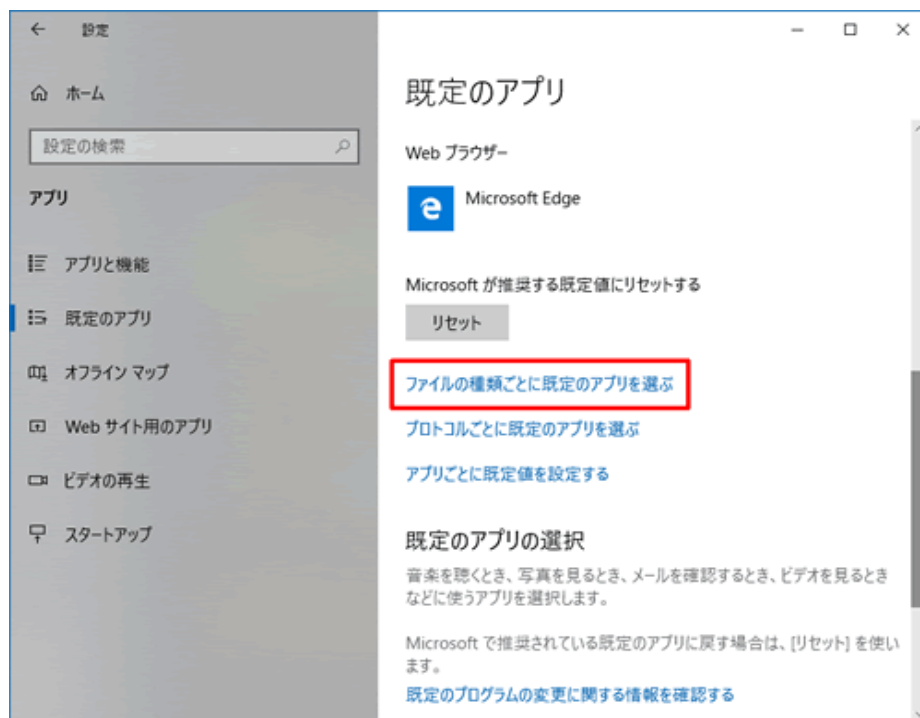 設定
ホーム
設定の検索
アプリ
アプリと機能
既定のアプリ
オフライン マップ
Web サイト用のアプリ
ビデオの再生
スタートアップ
既定のアプリ
Web ブラウザー
Microsoft Edge
Microsoft が推奨する既定値にリセットする
リセット
ファイルの種類ごとに既定のアプリを選ぶ
プロトコルごとに既定のアプリを選ぶ
アプリごとに既定値を設定する
既定のアプリの選択
音楽を聴くとき、写真を見るとき、メールを確認するとき、ビデオを見るとき
などに使うアプリを選択します。
Microsoft で推奨されている既定のアプリに戻す場合は、[リセット] を使い
ます。
既定のプログラムの変更に関する情報を確認する